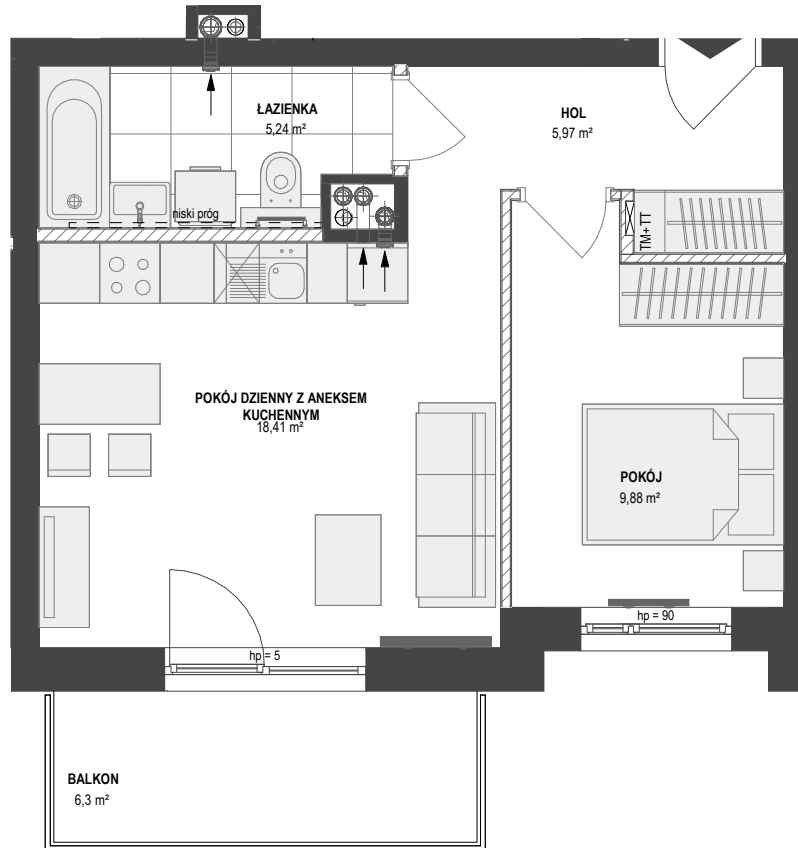 ŁAZIENKA
5,24 m²
HOL
5,97 m²
niski próg
TM+ TT
POKÓJ DZIENNY Z ANEKSEM
KUCHENNYM
18,41 m²
POKÓJ
9,88 m²
hp = 90
hp = 5
BALKON
6,3 m²